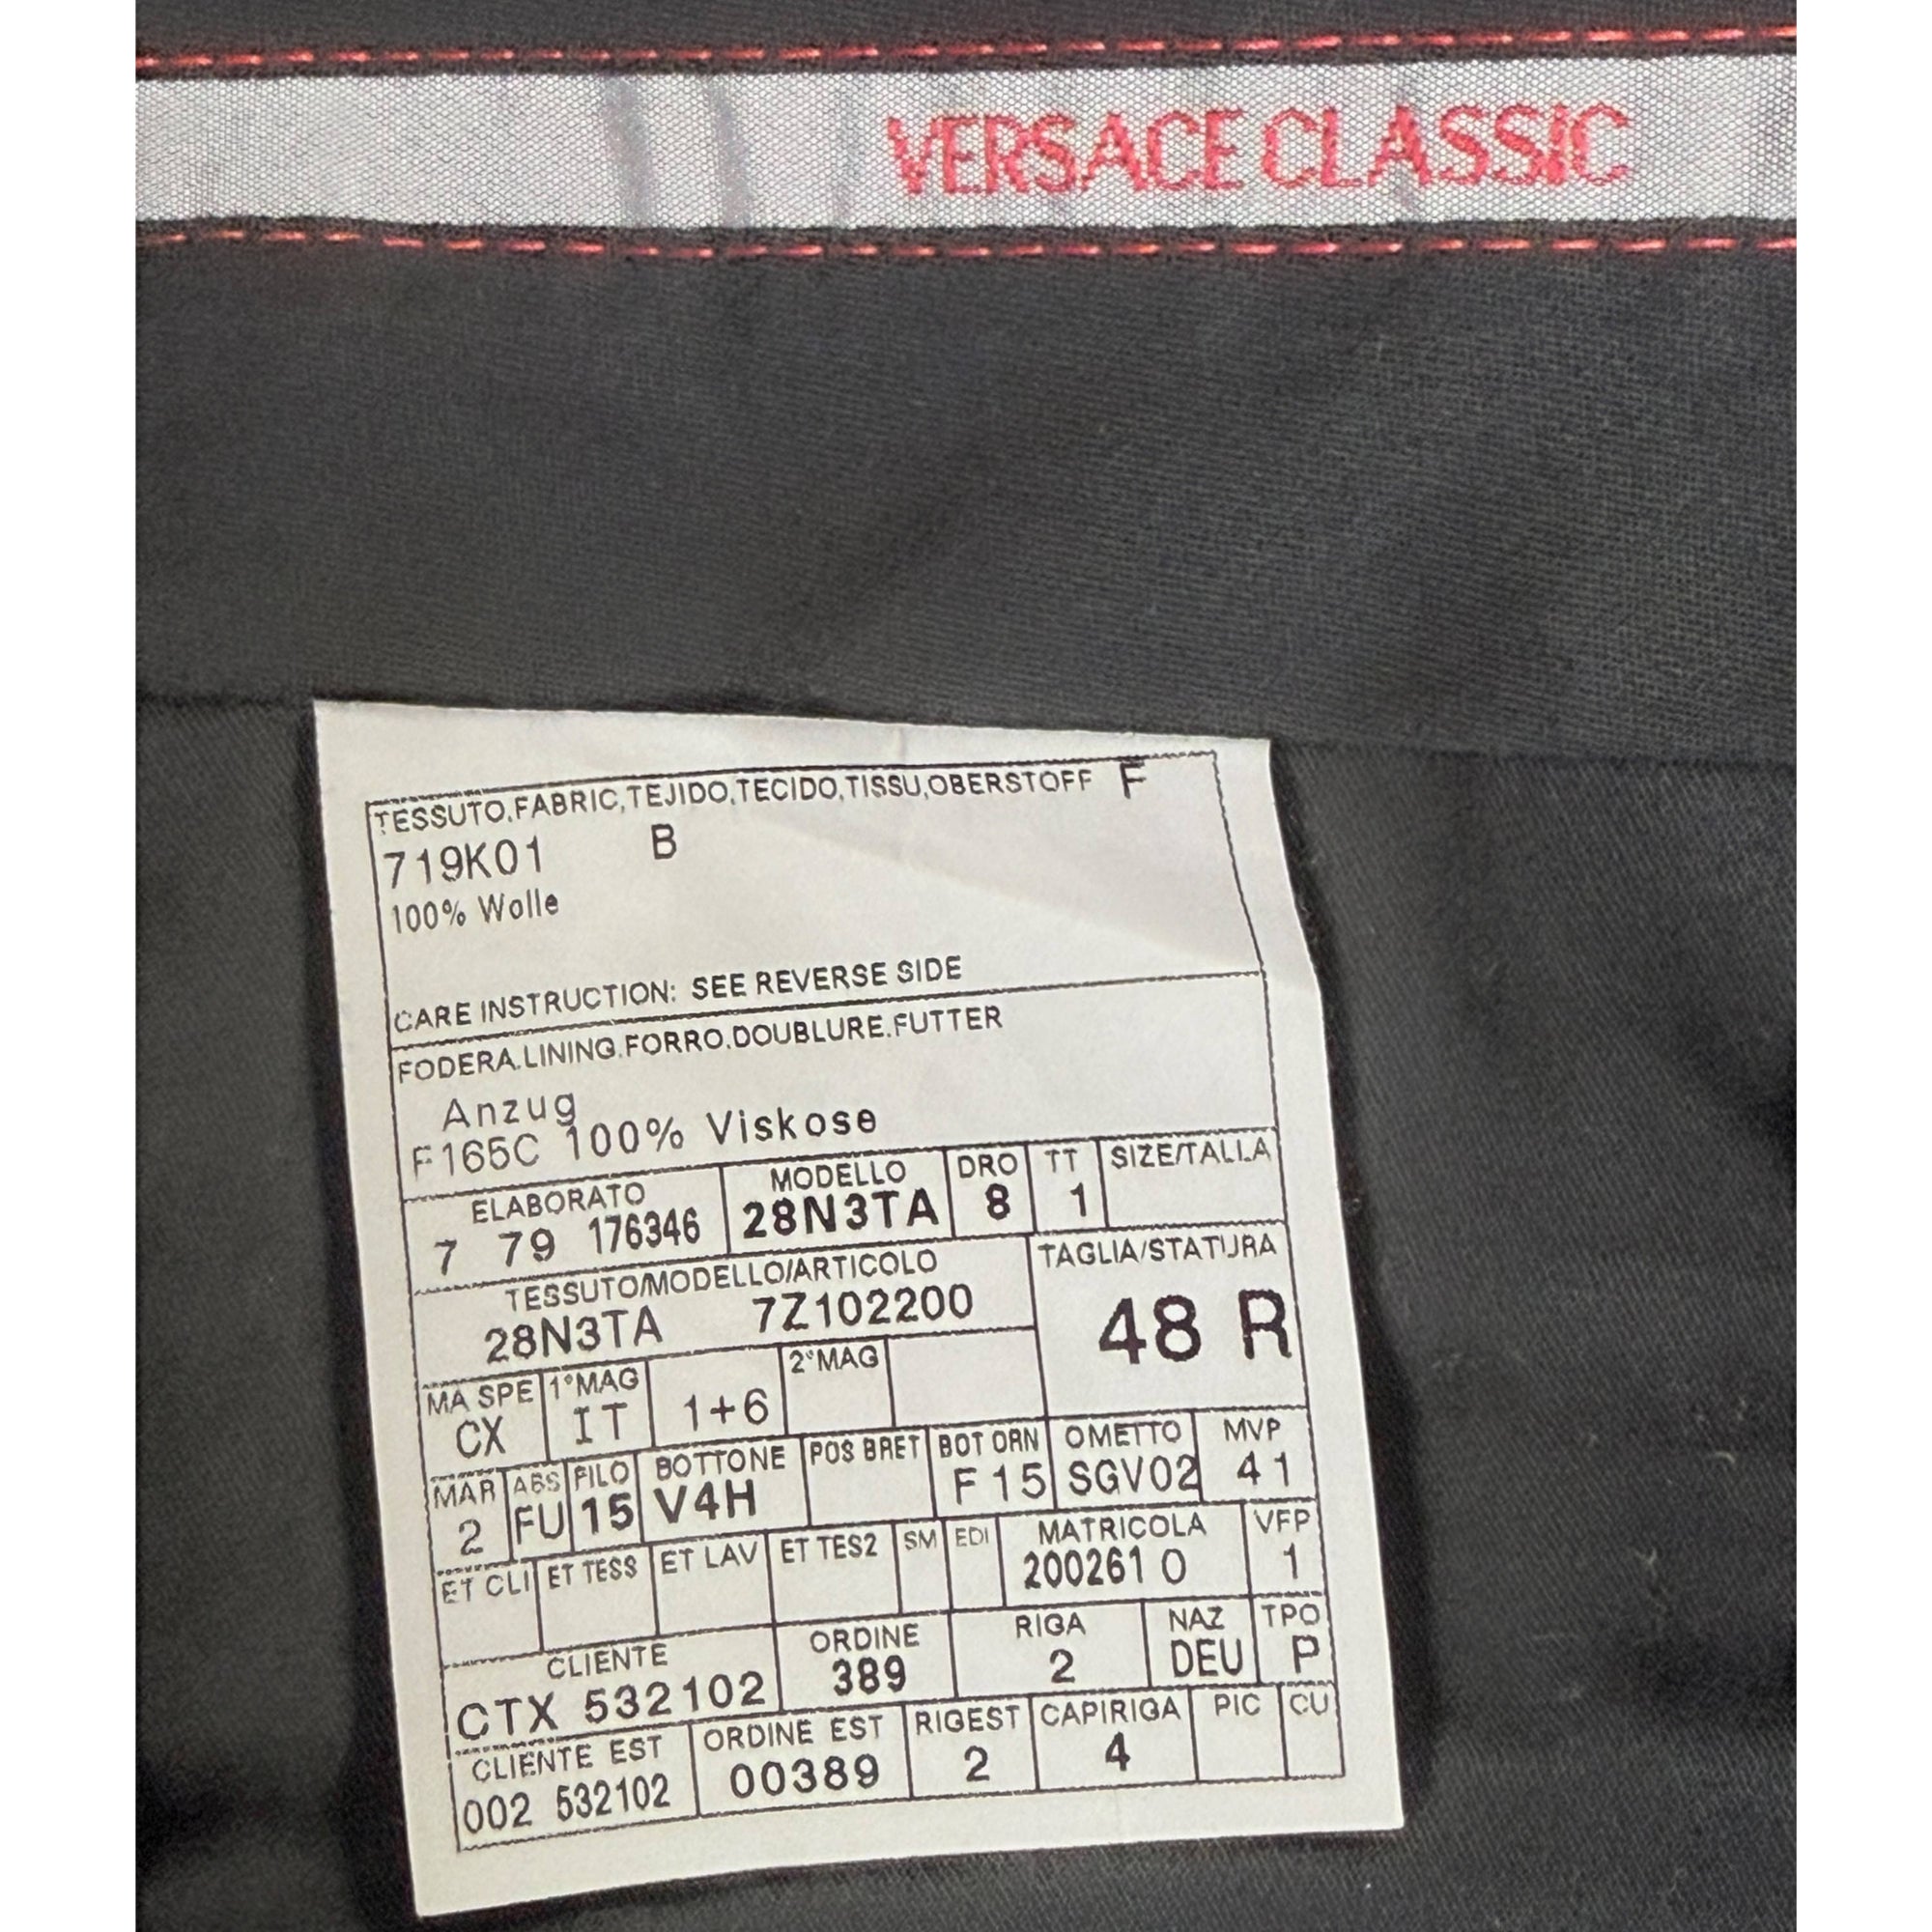 VERSACE CLASSIC
TESSUTO,FABRIC,TEJIDO,TECIDO,TISSU,OBERSTOFF F
719K01 B
100% Wolle
CARE INSTRUCTION: SEE REVERSE SIDE
FODERA.LINING.FORRO.DOUBLURE.FUTTER
Anzug
F165C 100% Viskose
ELABORATO MODELLO DRO TT SIZE/TALLA
7 79 176346 28N3TA 8 1
TESSUTO/MODELLO/ARTICOLO TAGLIA/STATURA
28N3TA 7Z102200 48 R
MA SPE 1°MAG 2°MAG
CX IT 1+6
MAR ABS FILO BOTTONE POS BRET BOT ORN OMETTO MVP
2 FU 15 V4H F 15 SGV02 41
ET CLI ET TESS ET LAV ET TES2 SM EDI MATRICOLA VFP
200261 0 1
CLIENTE ORDINE RIGA NAZ TPO
CTX 532102 389 2 DEU P
CLIENTE EST ORDINE EST RIGEST CAPIRIGA PIC CU
002 532102 00389 2 4